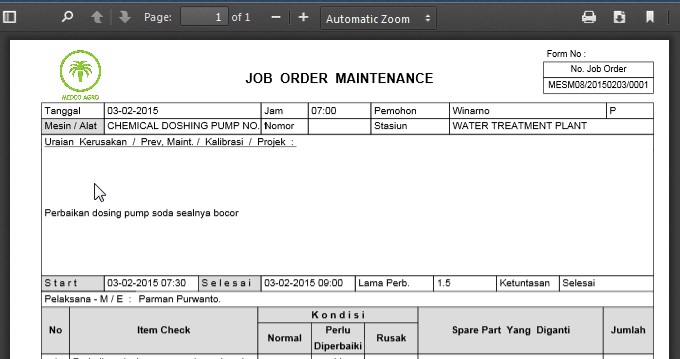 Page: 1 of 1 Automatic Zoom
Form No :
No. Job Order
MESM08/20150203/0001
MEDCO AGRO
JOB ORDER MAINTENANCE
Tanggal 03-02-2015 Jam 07:00 Pemohon Winarno P
Mesin / Alat CHEMICAL DOSHING PUMP NO. Nomor Stasiun WATER TREATMENT PLANT
Uraian Kerusakan / Prev, Maint. / Kalibrasi / Projek :
Perbaikan dosing pump soda sealnya bocor
Start 03-02-2015 07:30 Selesai 03-02-2015 09:00 Lama Perb. 1.5 Ketuntasan Selesai
Pelaksana - M / E : Parman Purwanto.
No Item Check Kondisi Spare Part Yang Diganti Jumlah
Normal Perlu Diperbaiki Rusak